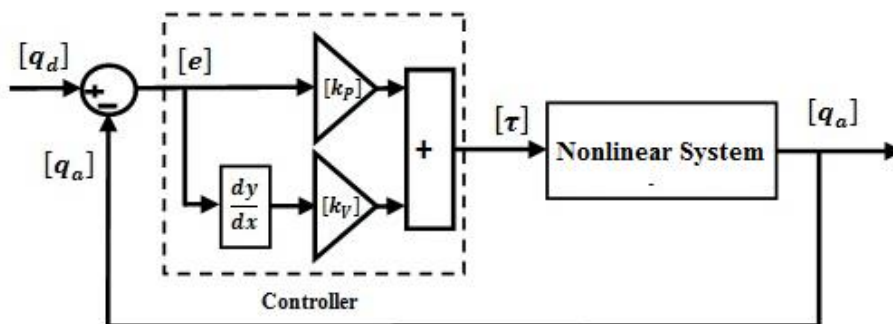 [q_d]
[e]
[k_P]
[τ]
[q_a]
+
−
+
Nonlinear System
-
[q_a]
dy
dx
[k_V]
Controller